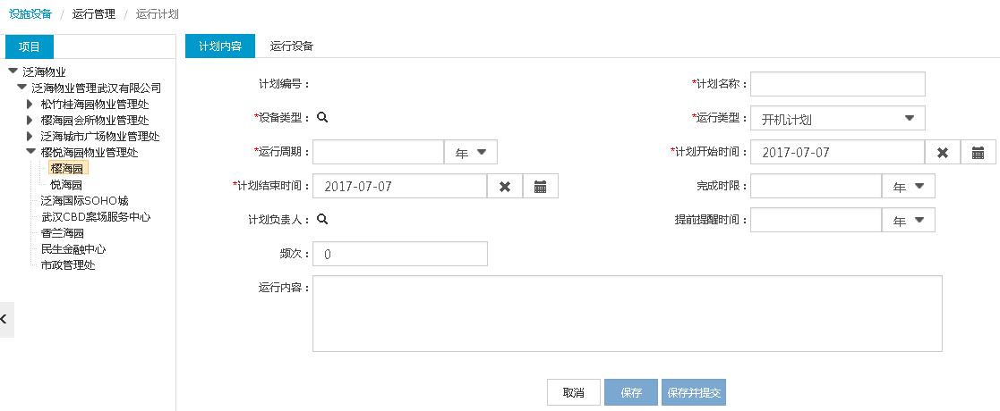 设施设备 / 运行管理 / 运行计划
项目
泛海物业
泛海物业管理武汉有限公司
松竹桂海园物业管理处
樱海园会所物业管理处
泛海城市广场物业管理处
樱悦海园物业管理处
樱海园
悦海园
泛海国际SOHO城
武汉CBD案场服务中心
香兰海园
民生金融中心
市政管理处
计划内容 运行设备
计划编号：
*计划名称：
*设备类型：
*运行类型： 开机计划
*运行周期： 年
*计划开始时间： 2017-07-07
*计划结束时间： 2017-07-07
完成时限： 年
计划负责人：
提前提醒时间： 年
频次： 0
运行内容：
取消 保存 保存并提交